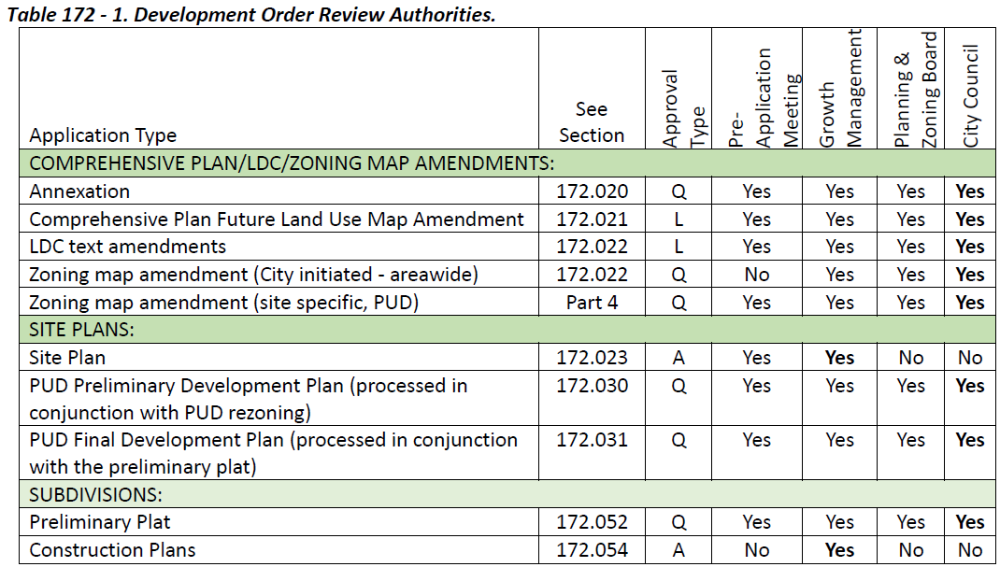 Table 172 - 1. Development Order Review Authorities.
Application Type See Section Approval Type Pre-Application Meeting Growth Management Planning & Zoning Board City Council
COMPREHENSIVE PLAN/LDC/ZONING MAP AMENDMENTS:
Annexation 172.020 Q Yes Yes Yes Yes
Comprehensive Plan Future Land Use Map Amendment 172.021 L Yes Yes Yes Yes
LDC text amendments 172.022 L Yes Yes Yes Yes
Zoning map amendment (City initiated - areawide) 172.022 Q No Yes Yes Yes
Zoning map amendment (site specific, PUD) Part 4 Q Yes Yes Yes Yes
SITE PLANS:
Site Plan 172.023 A Yes Yes No No
PUD Preliminary Development Plan (processed in 172.030 Q Yes Yes Yes Yes
conjunction with PUD rezoning)
PUD Final Development Plan (processed in conjunction 172.031 Q Yes Yes Yes Yes
with the preliminary plat)
SUBDIVISIONS:
Preliminary Plat 172.052 Q Yes Yes Yes Yes
Construction Plans 172.054 A No Yes No No